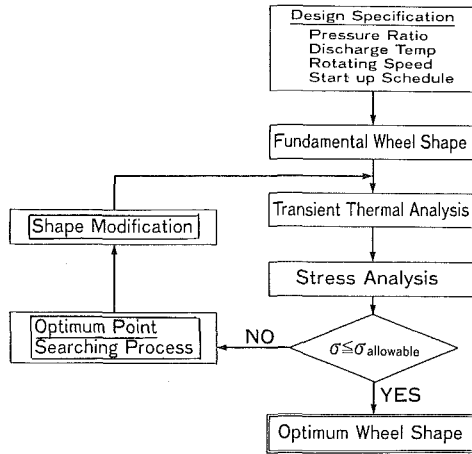 Design Specification
Pressure Ratio
Discharge Temp
Rotating Speed
Start up Schedule
Fundamental Wheel Shape
Transient Thermal Analysis
Shape Modification
Stress Analysis
Optimum Point
Searching Process
NO
σ≦σallowable
YES
Optimum Wheel Shape